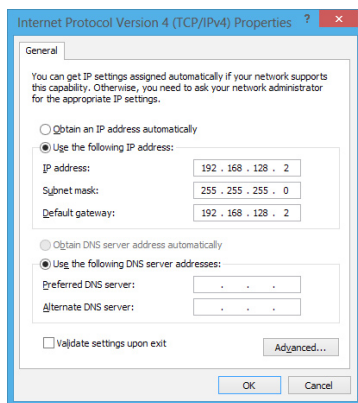 Internet Protocol Version 4 (TCP/IPv4) Properties ? ×
General
You can get IP settings assigned automatically if your network supports
this capability. Otherwise, you need to ask your network administrator
for the appropriate IP settings.
Obtain an IP address automatically
Use the following IP address:
IP address: 192 . 168 . 128 . 2
Subnet mask: 255 . 255 . 255 . 0
Default gateway: 192 . 168 . 128 . 2
Obtain DNS server address automatically
Use the following DNS server addresses:
Preferred DNS server: . . .
Alternate DNS server: . . .
Validate settings upon exit
Advanced...
OK Cancel